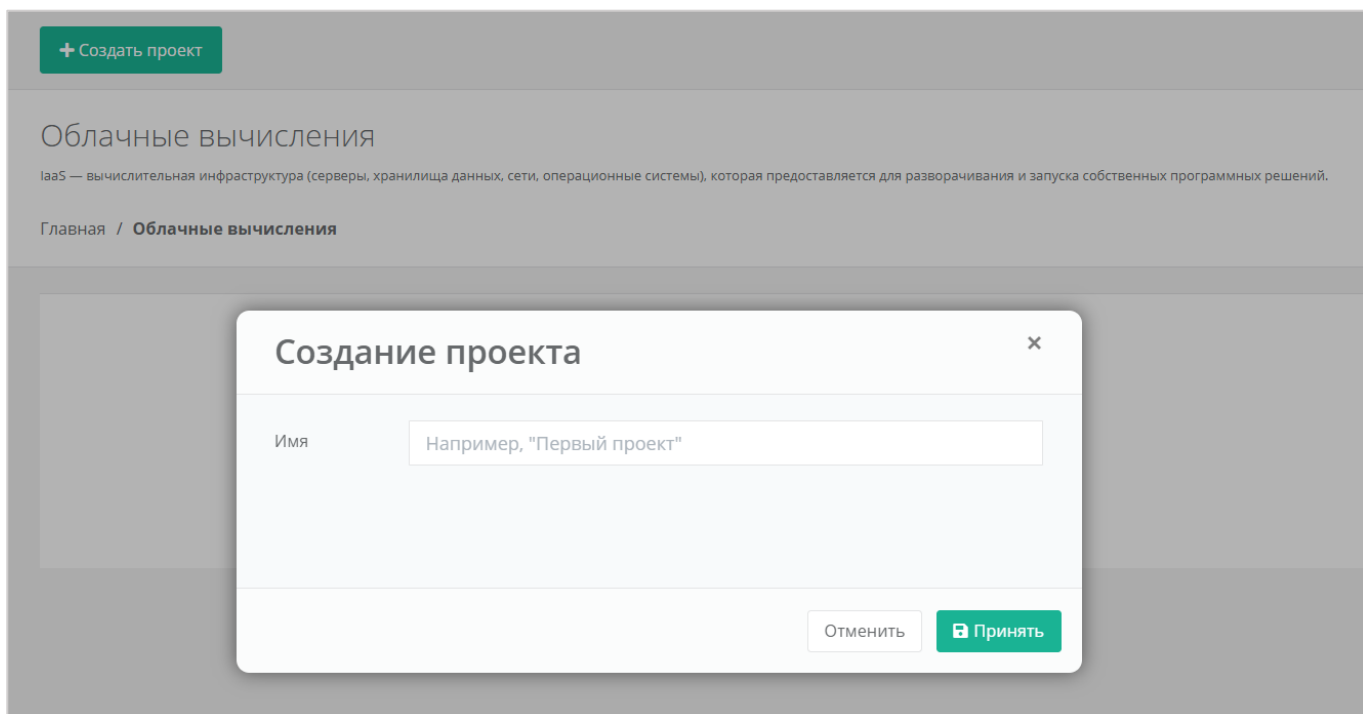 Создать проект
Облачные вычисления
IaaS — вычислительная инфраструктура (серверы, хранилища данных, сети, операционные системы), которая предоставляется для разворачивания и запуска собственных программных решений.
Главная / Облачные вычисления
Создание проекта
×
Имя
Например, "Первый проект"
Отменить
Принять